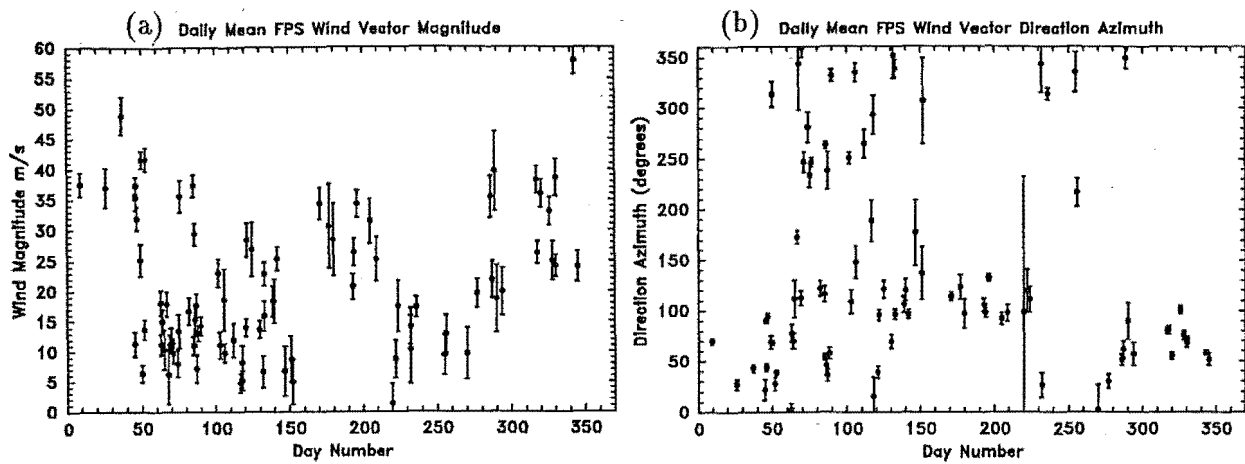 (a) Daily Mean FPS Wind Vector Magnitude
Wind Magnitude m/s
60
55
50
45
40
35
30
25
20
15
10
5
0
0 50 100 150 200 250 300 350
Day Number
(b) Daily Mean FPS Wind Vector Direction Azimuth
Direction Azimuth (degrees)
350
300
250
200
150
100
50
0
0 50 100 150 200 250 300 350
Day Number